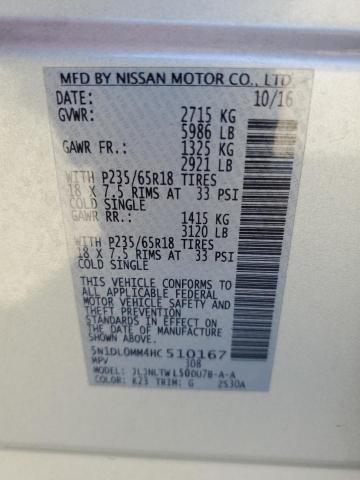 MFD BY NISSAN MOTOR CO., LTD
DATE: 10/16
GVWR: 2715 KG
5986 LB
GAWR FR.: 1325 KG
2921 LB
WITH P235/65R18 TIRES
18 X 7.5 RIMS AT 33 PSI
COLD SINGLE
GAWR RR.: 1415 KG
3120 LB
WITH P235/65R18 TIRES
18 X 7.5 RIMS AT 33 PSI
COLD SINGLE
THIS VEHICLE CONFORMS TO
ALL APPLICABLE FEDERAL
MOTOR VEHICLE SAFETY AND
THEFT PREVENTION
STANDARDS IN EFFECT ON
THE DATE OF MANUFACTURE
SHOWN ABOVE.
5N1DL0MM4HC510167
MPV 308
MODEL:
COLOR: K23 TRIM: G 2530A